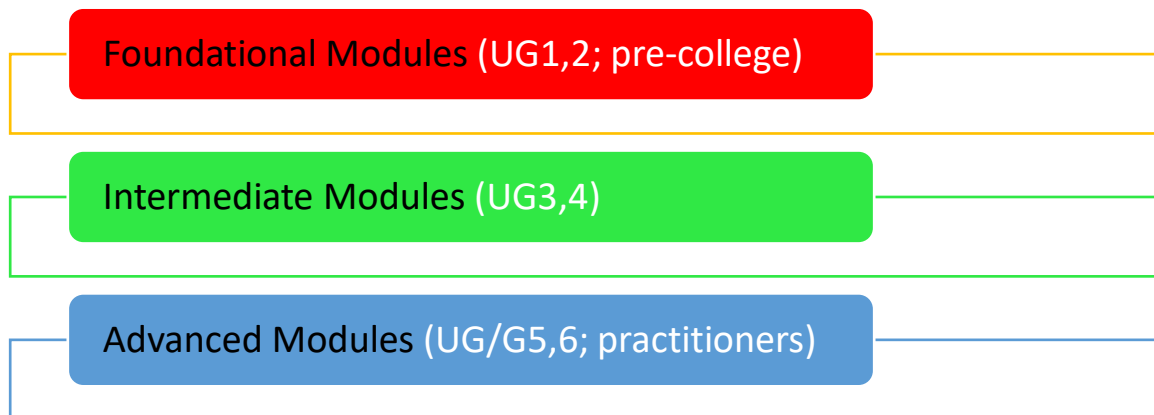 Foundational Modules (UG1,2; pre-college)
Intermediate Modules (UG3,4)
Advanced Modules (UG/G5,6; practitioners)